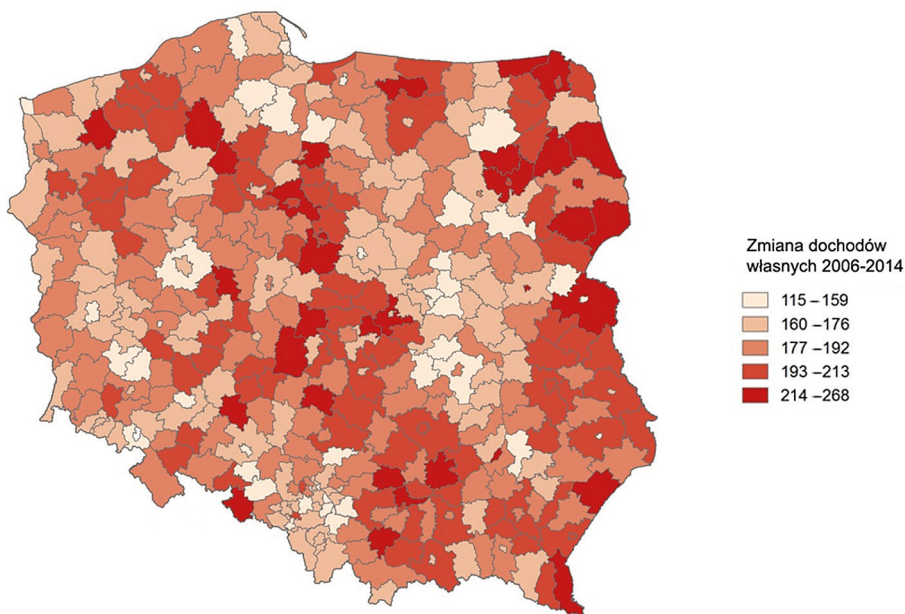 Zmiana dochodów
własnych 2006-2014
115 –159
160 –176
177 –192
193 –213
214 –268